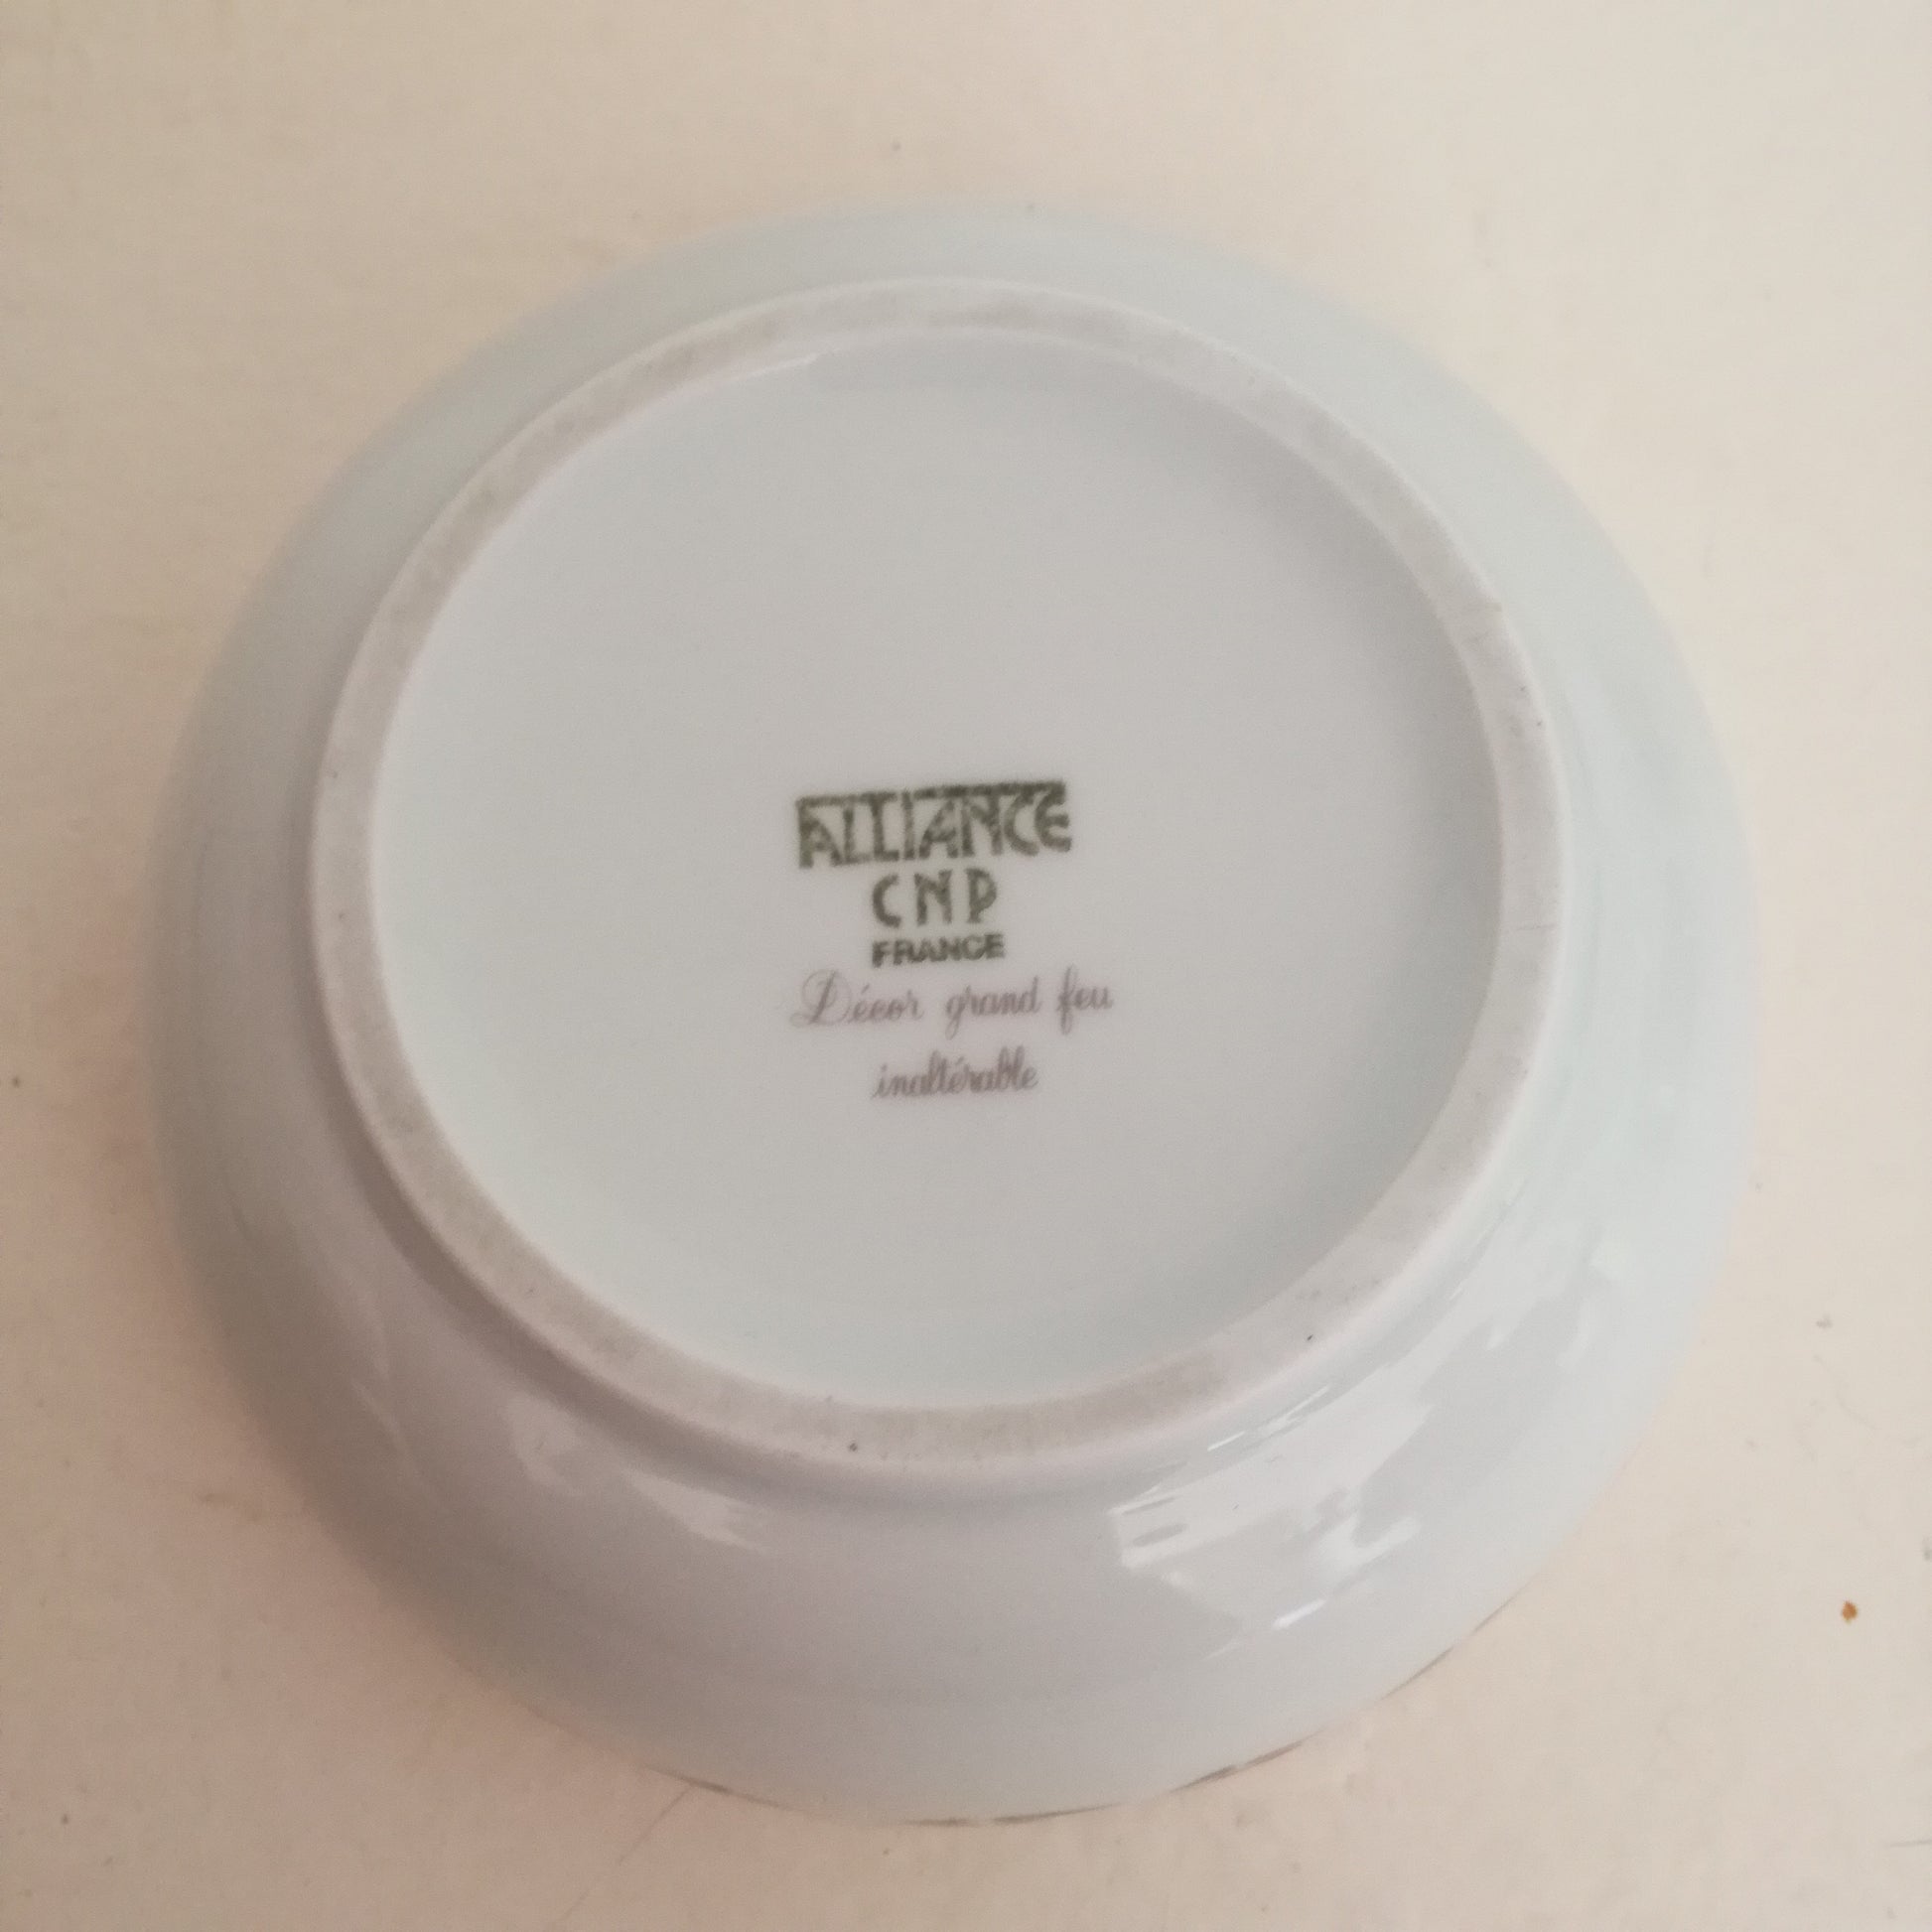 ALLIANCE
CNP
FRANCE
Décor grand feu
inaltérable